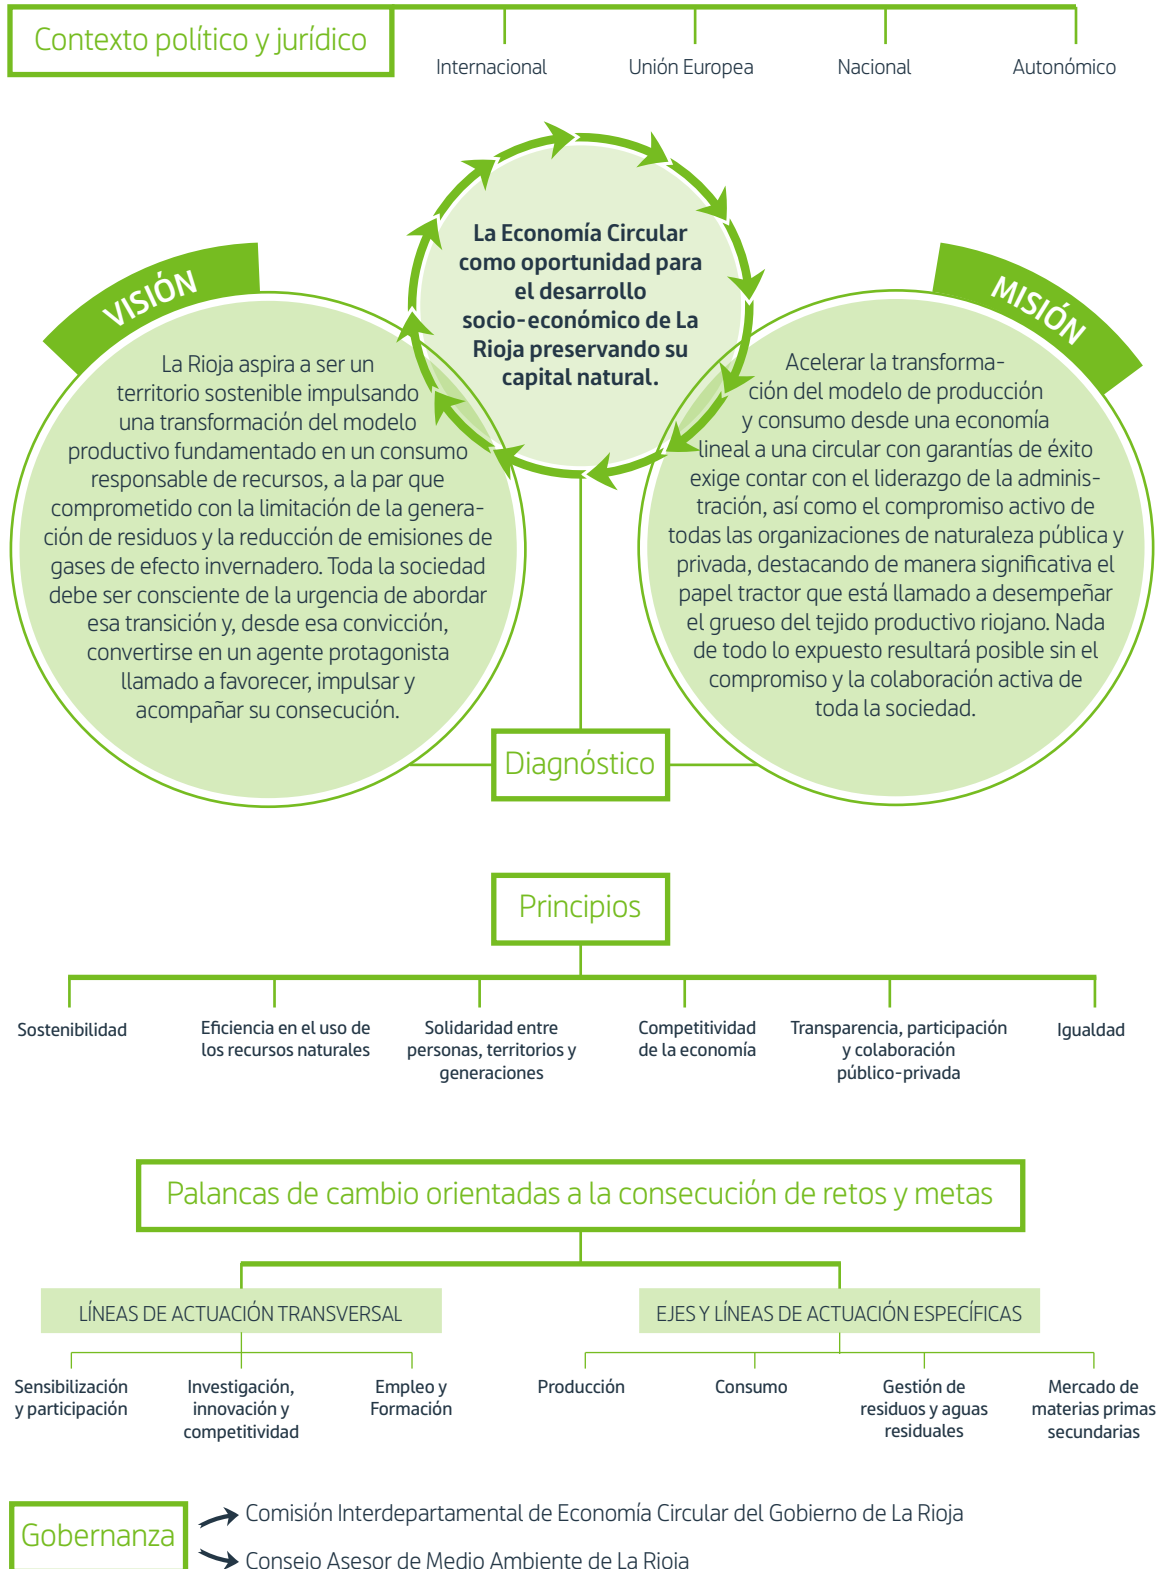 Contexto político y jurídico
Internacional
Unión Europea
Nacional
Autonómico
La Economía Circular
como oportunidad para
el desarrollo
socio-económico de La
Rioja preservando su
capital natural.
VISIÓN
La Rioja aspira a ser un
territorio sostenible impulsando
una transformación del modelo
productivo fundamentado en un consumo
responsable de recursos, a la par que
comprometido con la limitación de la genera-
ción de residuos y la reducción de emisiones de
gases de efecto invernadero. Toda la sociedad
debe ser consciente de la urgencia de abordar
esa transición y, desde esa convicción,
convertirse en un agente protagonista
llamado a favorecer, impulsar y
acompañar su consecución.
MISIÓN
Acelerar la transforma-
ción del modelo de producción
y consumo desde una economía
lineal a una circular con garantías de éxito
exige contar con el liderazgo de la adminis-
tración, así como el compromiso activo de
todas las organizaciones de naturaleza pública y
privada, destacando de manera significativa el
papel tractor que está llamado a desempeñar
el grueso del tejido productivo riojano. Nada
de todo lo expuesto resultará posible sin el
compromiso y la colaboración activa de
toda la sociedad.
Diagnóstico
Principios
Sostenibilidad
Eficiencia en el uso de
los recursos naturales
Solidaridad entre
personas, territorios y
generaciones
Competitividad
de la economía
Transparencia, participación
y colaboración
público-privada
Igualdad
Palancas de cambio orientadas a la consecución de retos y metas
LÍNEAS DE ACTUACIÓN TRANSVERSAL
Sensibilización
y participación
Investigación,
innovación y
competitividad
Empleo y
Formación
EJES Y LÍNEAS DE ACTUACIÓN ESPECÍFICAS
Producción
Consumo
Gestión de
residuos y aguas
residuales
Mercado de
materias primas
secundarias
Gobernanza
Comisión Interdepartamental de Economía Circular del Gobierno de La Rioja
Consejo Asesor de Medio Ambiente de La Rioja